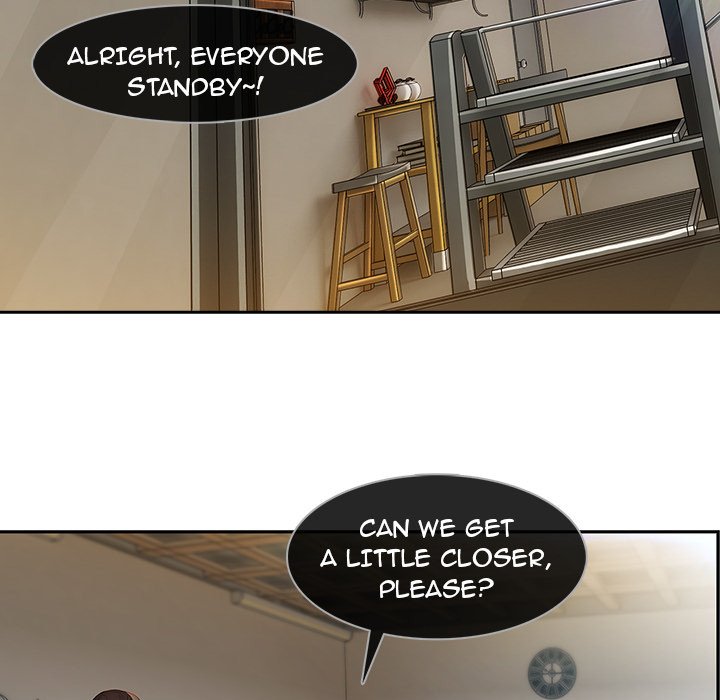 ALRIGHT, EVERYONE
STANDBY~!
CAN WE GET
A LITTLE CLOSER,
PLEASE?